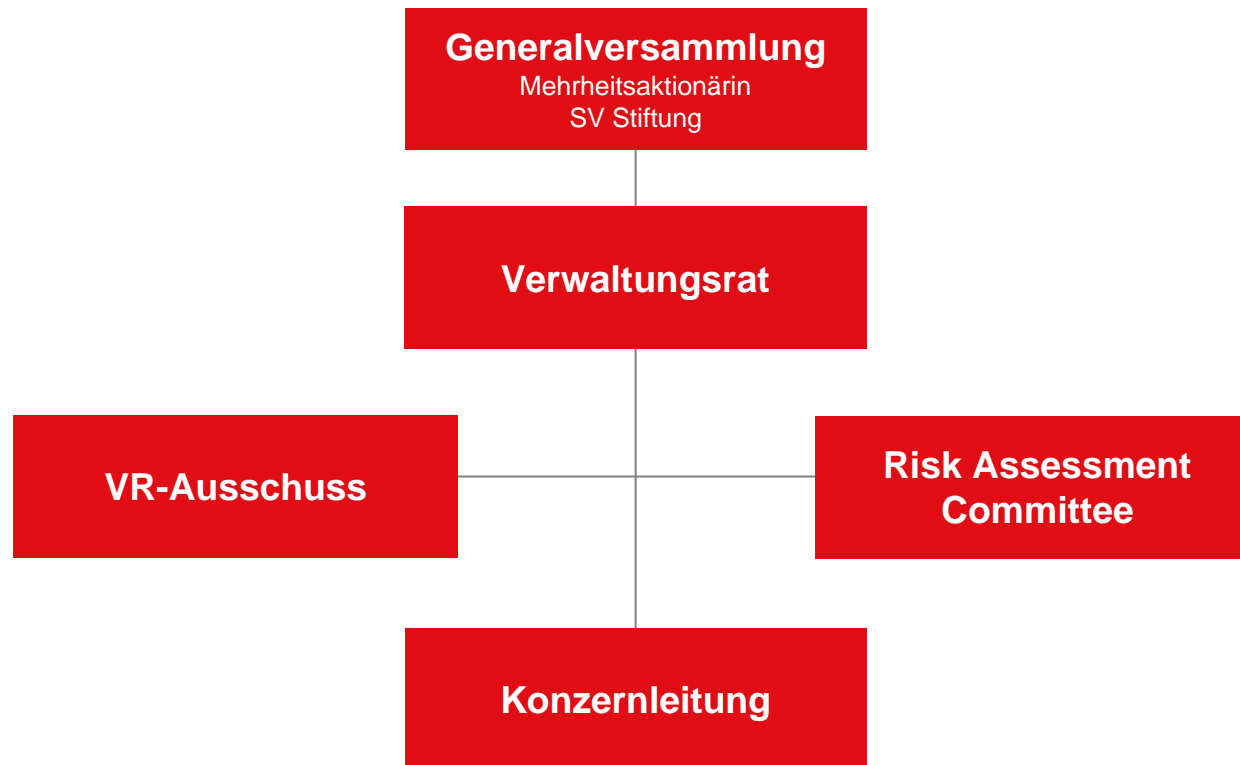 Generalversammlung
Mehrheitsaktionärin
SV Stiftung
Verwaltungsrat
VR-Ausschuss
Risk Assessment
Committee
Konzernleitung